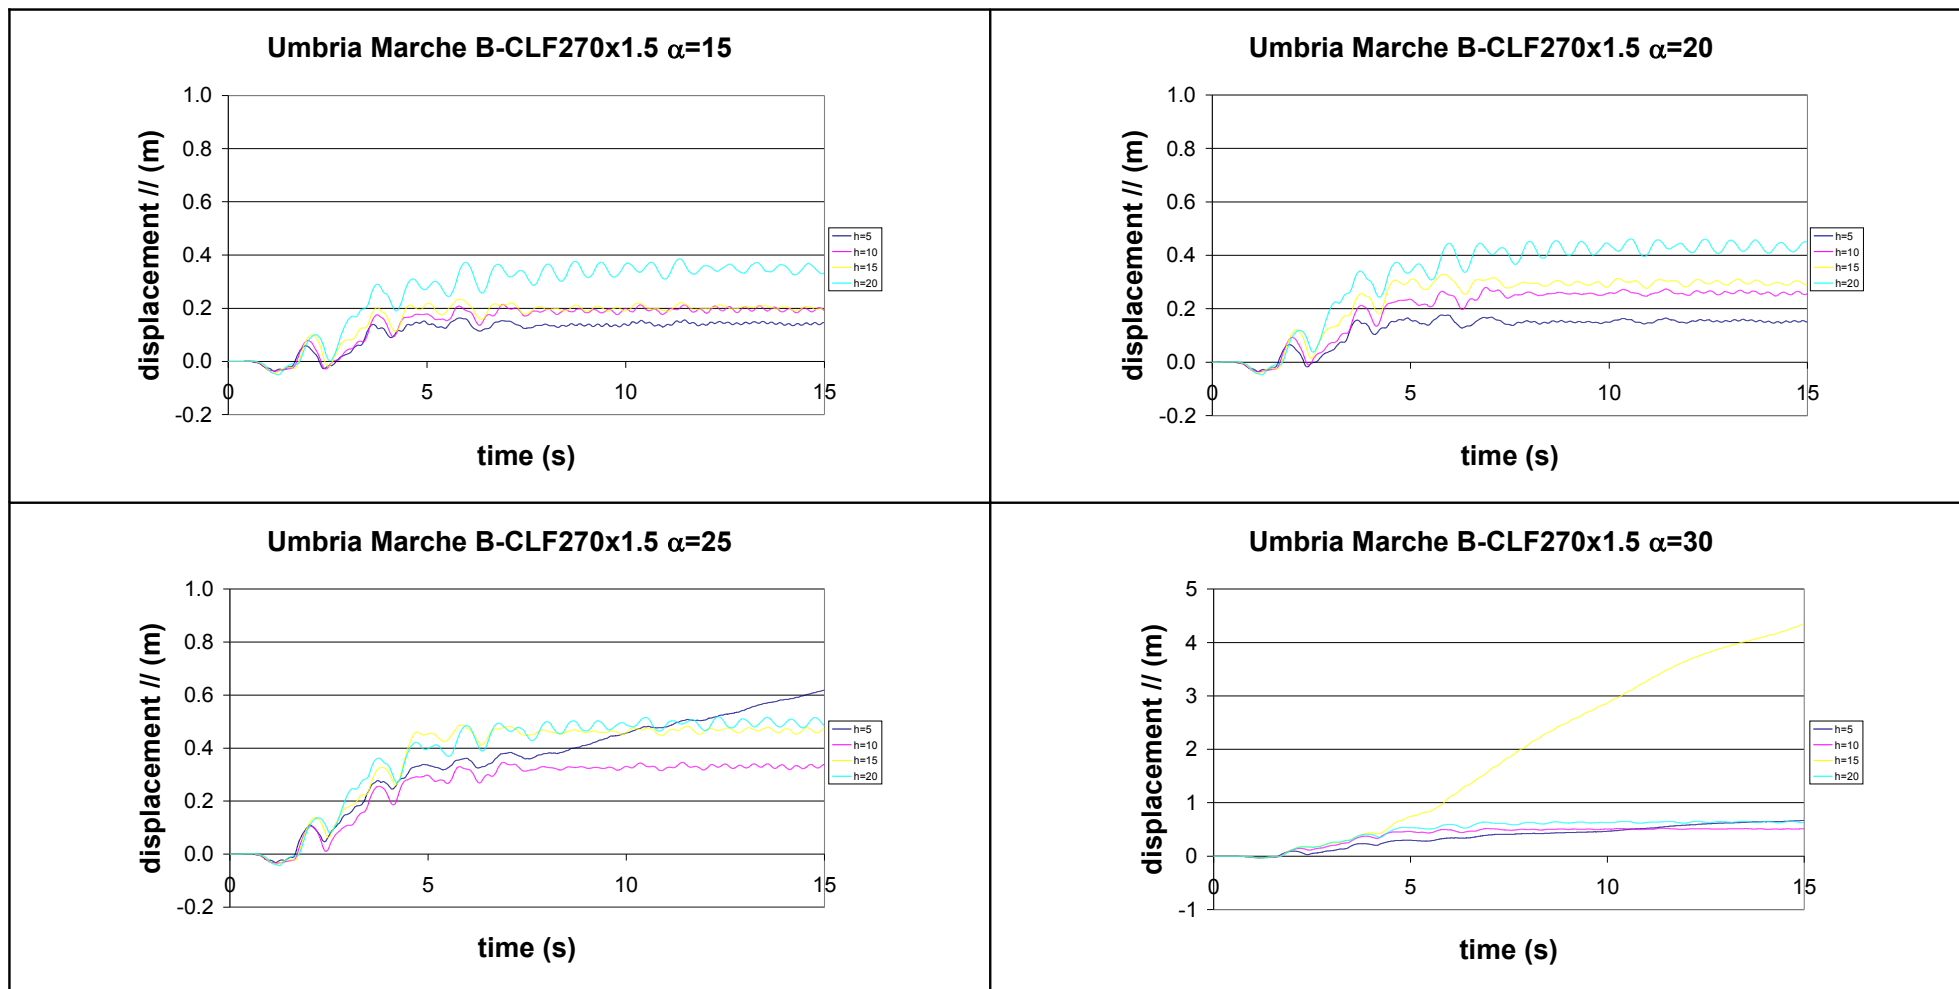 Umbria Marche B-CLF270x1.5 α=15
displacement // (m)
1.0
0.8
0.6
0.4
0.2
0.0
-0.2
0
5
10
15
time (s)
h=5
h=10
h=15
h=20
Umbria Marche B-CLF270x1.5 α=20
displacement // (m)
1.0
0.8
0.6
0.4
0.2
0.0
-0.2
0
5
10
15
time (s)
h=5
h=10
h=15
h=20
Umbria Marche B-CLF270x1.5 α=25
displacement // (m)
1.0
0.8
0.6
0.4
0.2
0.0
-0.2
0
5
10
15
time (s)
h=5
h=10
h=15
h=20
Umbria Marche B-CLF270x1.5 α=30
displacement // (m)
5
4
3
2
1
0
-1
0
5
10
15
time (s)
h=5
h=10
h=15
h=20